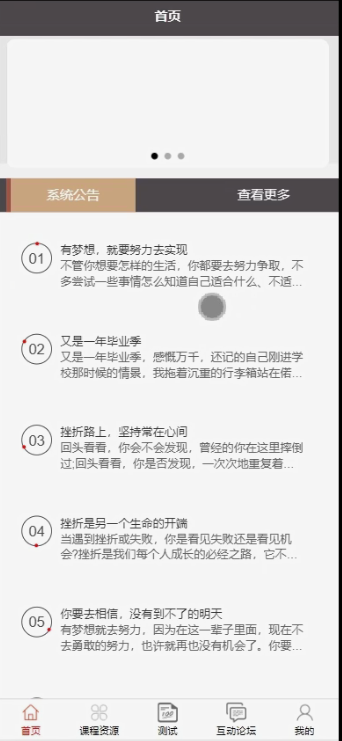 首页
系统公告
查看更多
01
有梦想，就要努力去实现
不管你想要怎样的生活，你都要去努力争取，不
多尝试一些事情怎么知道自己适合什么、不适…
02
又是一年毕业季
又是一年毕业季，感慨万千，还记的自己刚进学
校那时候的情景，我拖着沉重的行李箱站在偌…
03
挫折路上，坚持常在心间
回头看看，你会不会发现，曾经的你在这里摔倒
过;回头看看，你是否发现，一次次地重复着…
04
挫折是另一个生命的开端
当遇到挫折或失败，你是看见失败还是看见机
会?挫折是我们每个人成长的必经之路，它不…
05
你要去相信，没有到不了的明天
有梦想就去努力，因为在这一辈子里面，现在不
去勇敢的努力，也许就再也没有机会了。你要…
首页
课程资源
测试
互动论坛
我的